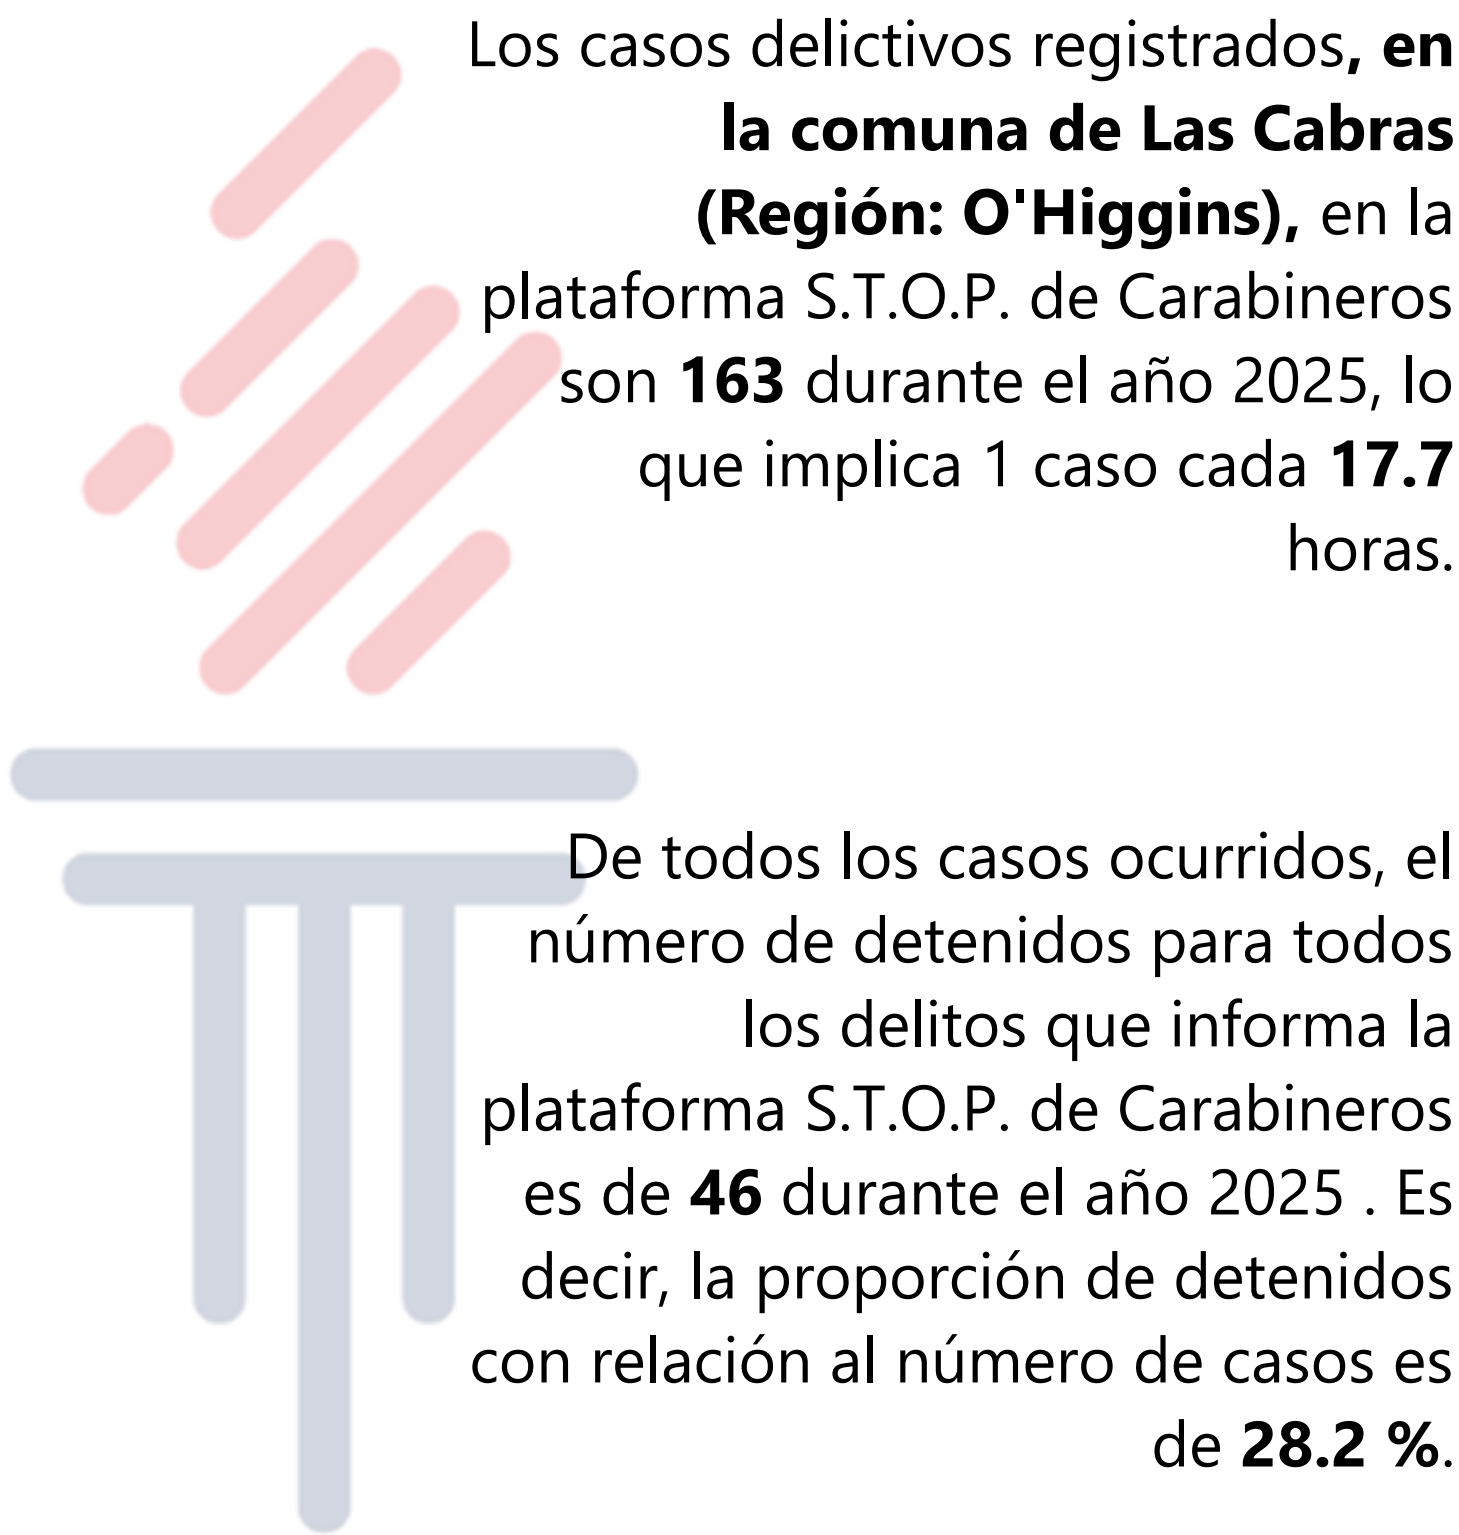 Los casos delictivos registrados, en
la comuna de Las Cabras
(Región: O'Higgins), en la
plataforma S.T.O.P. de Carabineros
son 163 durante el año 2025, lo
que implica 1 caso cada 17.7
horas.
De todos los casos ocurridos, el
número de detenidos para todos
los delitos que informa la
plataforma S.T.O.P. de Carabineros
es de 46 durante el año 2025 . Es
decir, la proporción de detenidos
con relación al número de casos es
de 28.2 %.